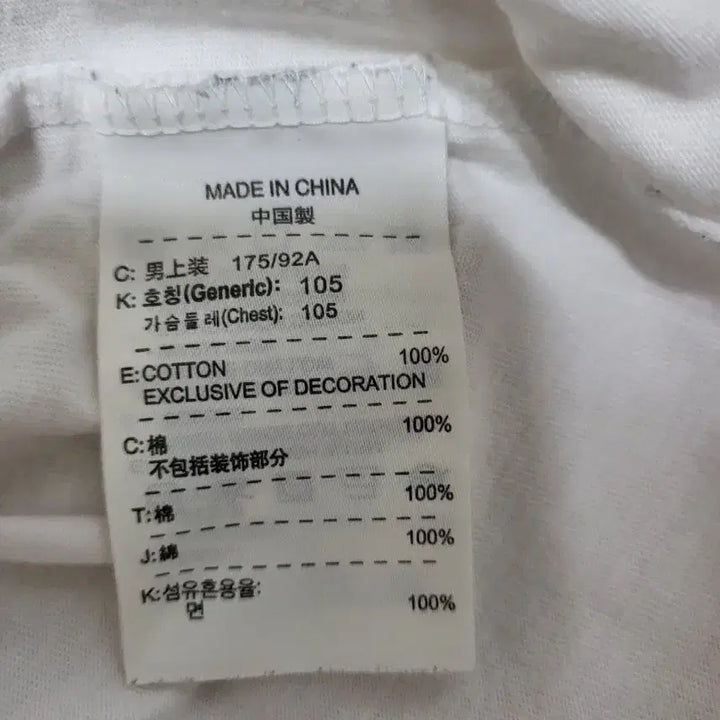 MADE IN CHINA
中国製
C: 男上装 175/92A
K: 호칭(Generic): 105
가슴둘레(Chest): 105
E: COTTON 100%
EXCLUSIVE OF DECORATION
C: 棉 100%
不包括装饰部分
T: 棉 100%
J: 綿 100%
K: 섬유혼용율:
면 100%